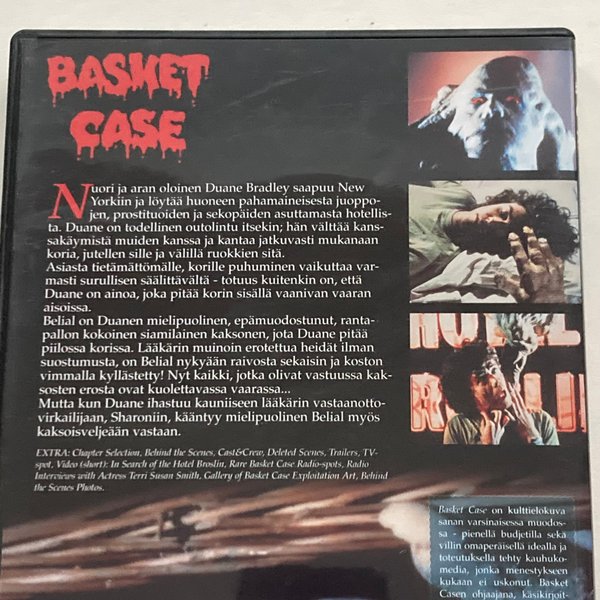 BASKET
CASE
Nuori ja aran oloinen Duane Bradley saapuu New
Yorkiin ja löytää huoneen pahamaineisesta juoppo-
jen, prostituoiden ja sekopäiden asuttamasta hotellis-
ta. Duane on todellinen outolintu itsekin; hän välttää kans-
sakäymistä muiden kanssa ja kantaa jatkuvasti mukanaan
koria, jutellen sille ja välillä ruokkien sitä.
Asiasta tietämättömälle, korille puhuminen vaikuttaa var-
masti surullisen säälittävältä - totuus kuitenkin on, että
Duane on ainoa, joka pitää korin sisällä vaanivan vaaran
aisoissa.
Belial on Duanen mielipuolinen, epämuodostunut, ranta-
pallon kokoinen siamilainen kaksonen, jota Duane pitää
piilossa korissa. Lääkärin muinoin erotettua heidät ilman
suostumusta, on Belial nykyään raivosta sekaisin ja koston
vimmalla kyllästetty! Nyt kaikki, jotka olivat vastuussa kak-
sosten erosta ovat kuolettavassa vaarassa...
Mutta kun Duane ihastuu kauniiseen lääkärin vastaanotto-
virkailijaan, Sharoniin, kääntyy mielipuolinen Belial myös
kaksoisveljeään vastaan.
EXTRA: Chapter Selection, Behind the Scenes, Cast&Crew, Deleted Scenes, Trailers, TV-
spot, Video (short): In Search of the Hotel Broslin, Rare Basket Case Radio-spots, Radio
Interviews with Actress Terri Susan Smith, Gallery of Basket Case Exploitation Art, Behind
the Scenes Photos.
Basket Case on kulttielokuva
sanan varsinaisessa muodos-
sa - pienellä budjetilla sekä
villin omaperäisellä idealla ja
toteutuksella tehty kauhuko-
media, jonka menestykseen
kukaan ei uskonut. Basket
Casen ohjaajana, käsikirjoit-